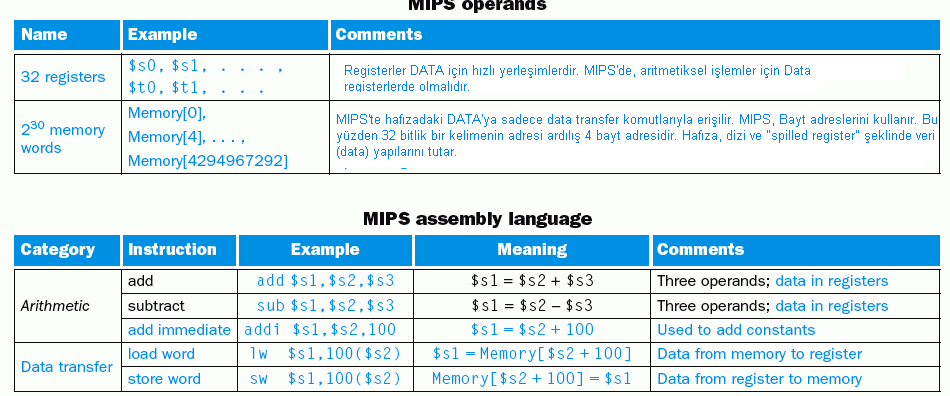 MIPS operands
Name Example Comments
32 registers $s0, $s1, . . . . , Registerler DATA için hızlı yerleşimlerdir. MIPS'de, aritmetiksel işlemler için Data
$t0, $t1, . . . registerlerde olmalıdır.
2^30 memory words Memory[0], MIPS'te hafızadaki DATA'ya sadece data transfer komutlarıyla erişilir. MIPS, Bayt adreslerini kullanır. Bu
Memory[4], . . . , yüzden 32 bitlik bir kelimenin adresi ardılış 4 bayt adresidir. Hafıza, dizi ve "spilled register" şeklinde veri
Memory[4294967292] (data) yapılarını tutar.
MIPS assembly language
Category Instruction Example Meaning Comments
Arithmetic add add $s1,$s2,$s3 $s1 = $s2 + $s3 Three operands; data in registers
subtract sub $s1,$s2,$s3 $s1 = $s2 – $s3 Three operands; data in registers
add immediate addi $s1,$s2,100 $s1 = $s2 + 100 Used to add constants
Data transfer load word lw $s1,100($s2) $s1 = Memory[$s2 + 100] Data from memory to register
store word sw $s1,100($s2) Memory[$s2 + 100] = $s1 Data from register to memory